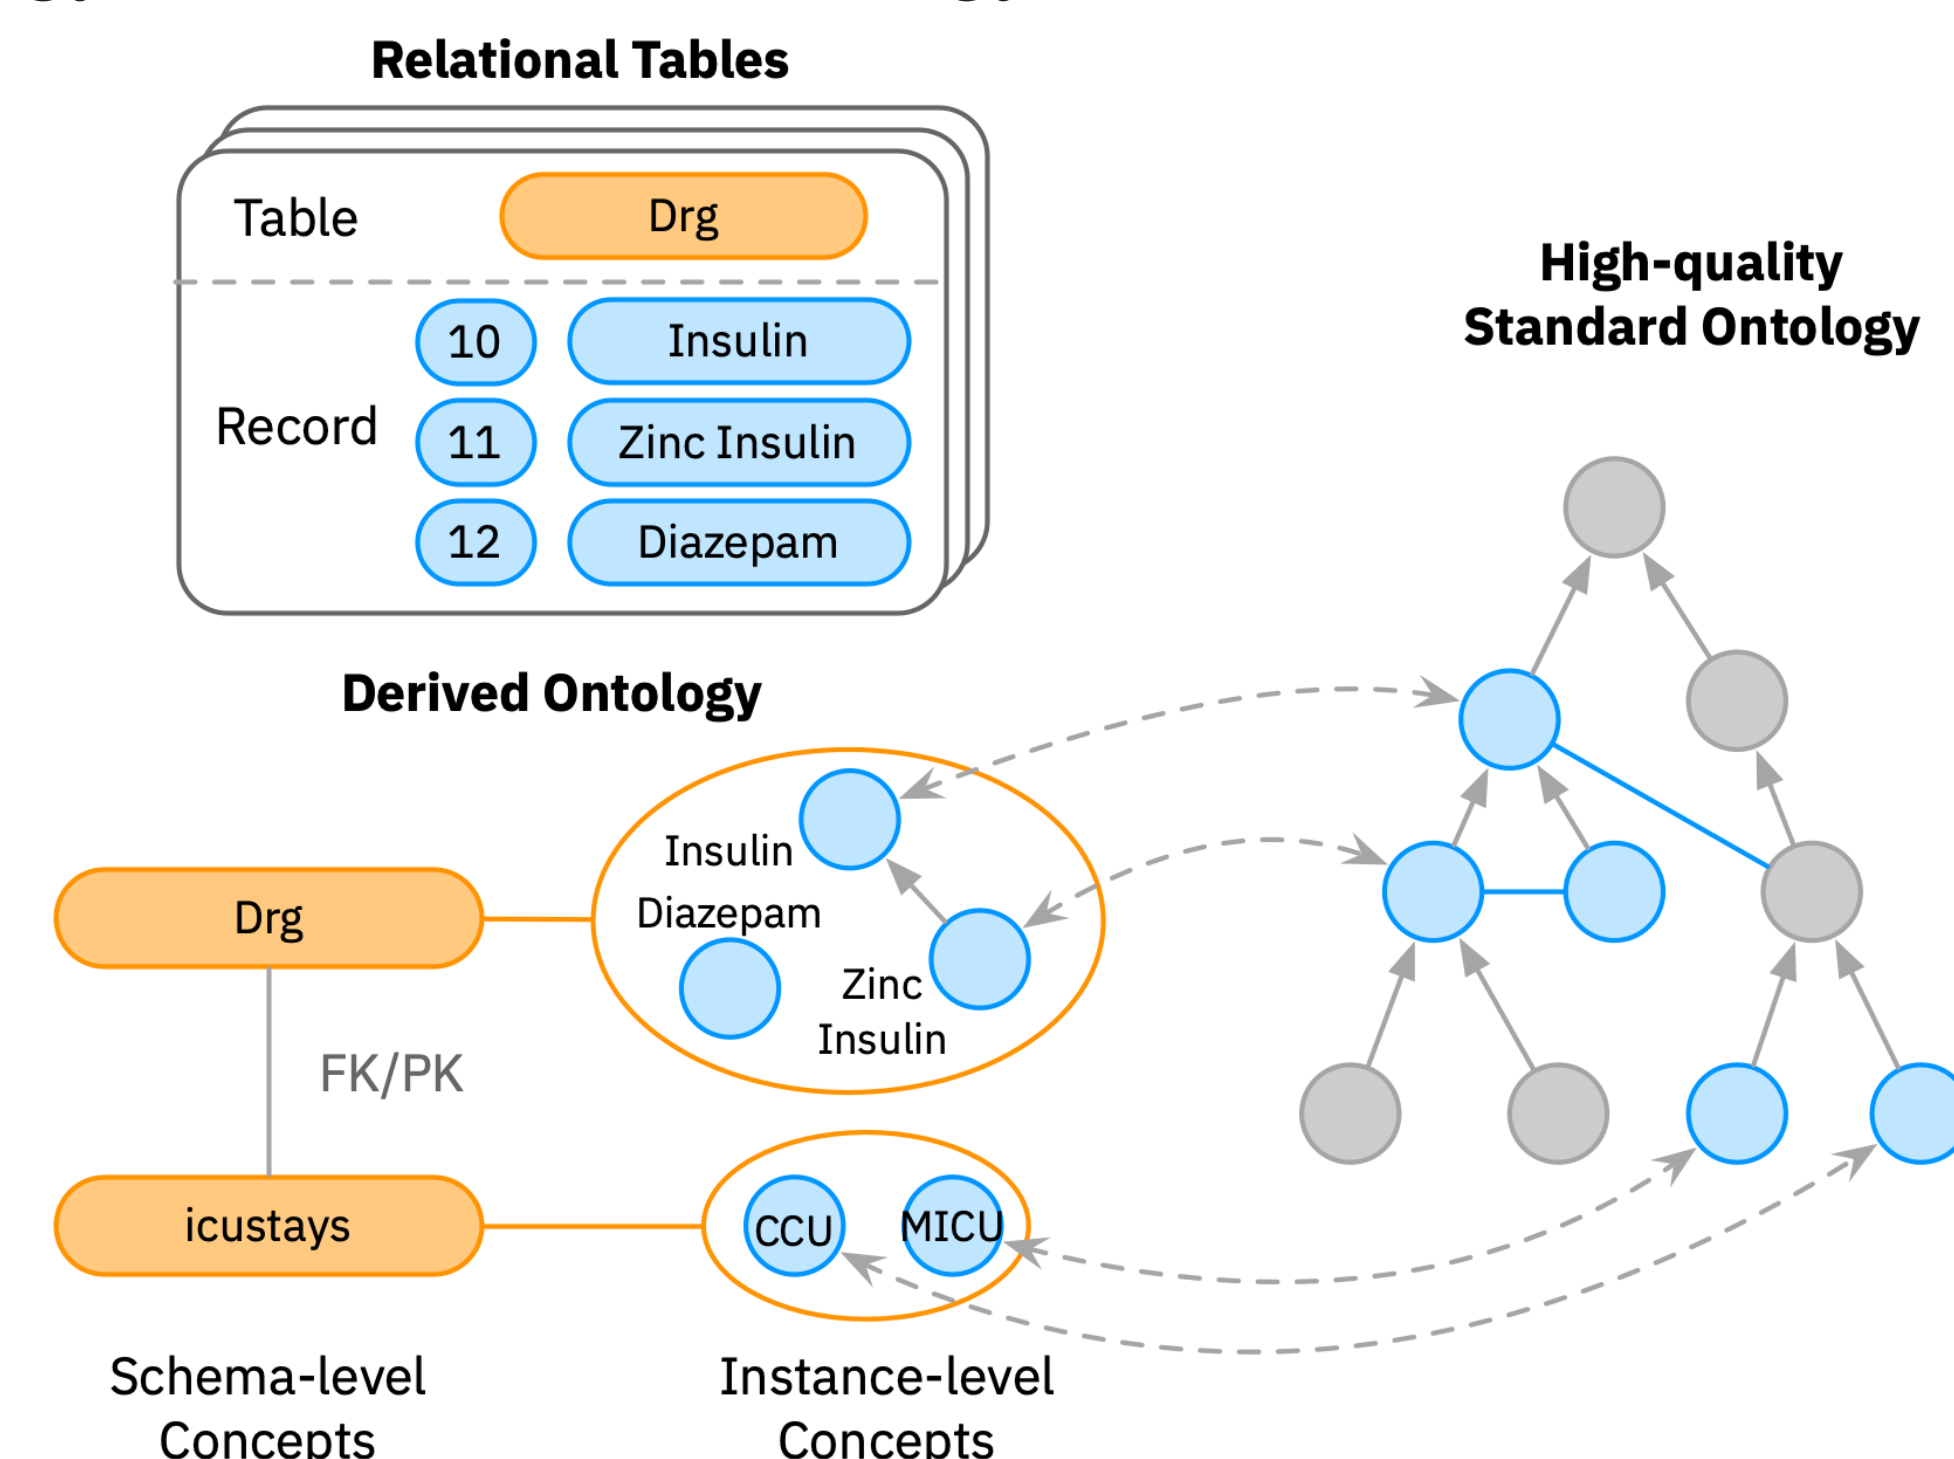 Relational Tables
Table
Drg
10
Insulin
Record
11
Zinc Insulin
12
Diazepam
High-quality
Standard Ontology
Derived Ontology
Insulin
Diazepam
Zinc
Insulin
Drg
FK/PK
icustays
CCU
MICU
Schema-level
Concepts
Instance-level
Concepts